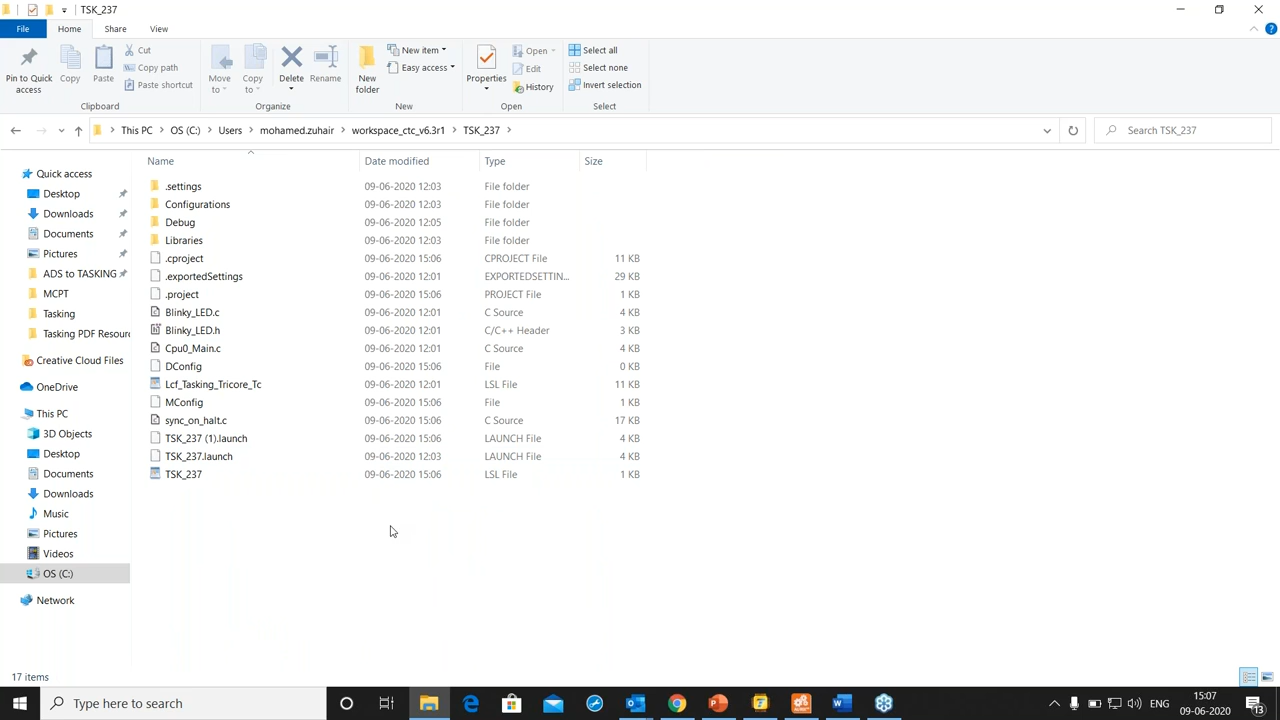 TSK_237
File Home Share View
Pin to Quick access
Copy
Paste
Cut
Copy path
Paste shortcut
Clipboard
Move to
Copy to
Delete
Rename
Organize
New folder
New item
Easy access
New
Properties
Open
Edit
History
Open
Select all
Select none
Invert selection
Select
This PC > OS (C:) > Users > mohamed.zuhair > workspace_ctc_v6.3r1 > TSK_237 >
Search TSK_237
Name Date modified Type Size
Quick access
Desktop
Downloads
Documents
Pictures
ADS to TASKING
MCPT
Tasking
Tasking PDF Resour
Creative Cloud Files
OneDrive
This PC
3D Objects
Desktop
Documents
Downloads
Music
Pictures
Videos
OS (C:)
Network
.settings 09-06-2020 12:03 File folder
Configurations 09-06-2020 12:03 File folder
Debug 09-06-2020 12:05 File folder
Libraries 09-06-2020 12:03 File folder
.cproject 09-06-2020 15:06 CPROJECT File 11 KB
.exportedSettings 09-06-2020 12:01 EXPORTEDSETTIN... 29 KB
.project 09-06-2020 15:06 PROJECT File 1 KB
Blinky_LED.c 09-06-2020 12:01 C Source 4 KB
Blinky_LED.h 09-06-2020 12:01 C/C++ Header 3 KB
Cpu0_Main.c 09-06-2020 12:01 C Source 4 KB
DConfig 09-06-2020 15:06 File 0 KB
Lcf_Tasking_Tricore_Tc 09-06-2020 12:01 LSL File 11 KB
MConfig 09-06-2020 15:06 File 1 KB
sync_on_halt.c 09-06-2020 15:06 C Source 17 KB
TSK_237 (1).launch 09-06-2020 15:06 LAUNCH File 4 KB
TSK_237.launch 09-06-2020 12:03 LAUNCH File 4 KB
TSK_237 09-06-2020 15:06 LSL File 1 KB
17 items
Type here to search
ENG
15:07
09-06-2020
13